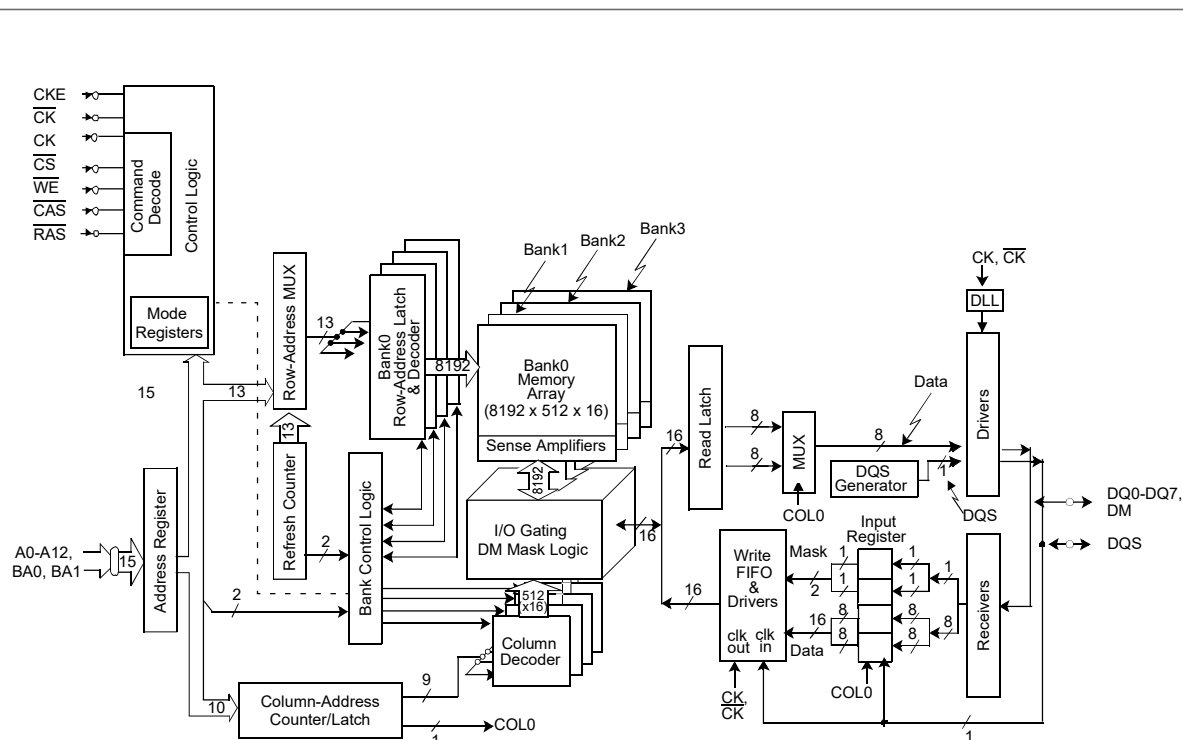 CKE
CK
CK
CS
WE
CAS
RAS
Command
Decode
Control Logic
Mode
Registers
15
13
Row-Address MUX
13
Refresh Counter
13
Bank0
Row-Address Latch
& Decoder
8192
Bank1
Bank2
Bank3
Bank0
Memory
Array
(8192 x 512 x 16)
Sense Amplifiers
8192
I/O Gating
DM Mask Logic
16
A0-A12,
BA0, BA1
15
Address Register
2
2
Bank Control Logic
512
x16)
Column
Decoder
10
Column-Address
Counter/Latch
9
1
COL0
16
Read Latch
8
8
MUX
COL0
8
Data
DQS
Generator
1
DQS
CK, CK
DLL
Drivers
DQ0-DQ7,
DM
DQS
Input
Register
Write
FIFO
&
Drivers
clk
out
clk
in
Mask
2
16
Data
16
1
1
8
8
1
1
8
8
1
8
Receivers
COL0
CK,
CK
1